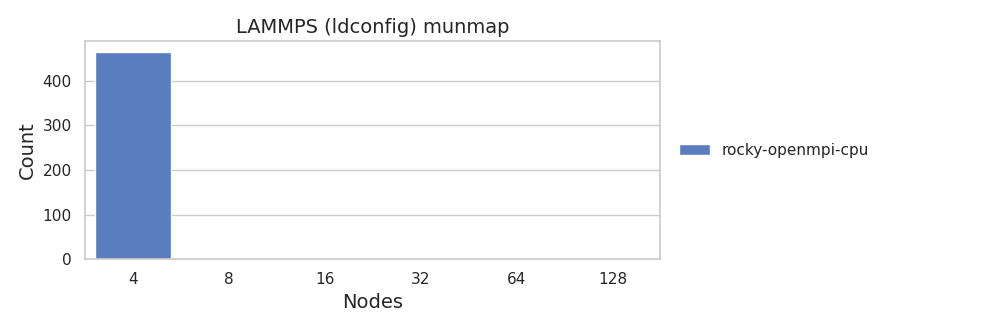 LAMMPS (ldconfig) munmap
400
300
200
100
0
Count
4 8 16 32 64 128
Nodes
rocky-openmpi-cpu